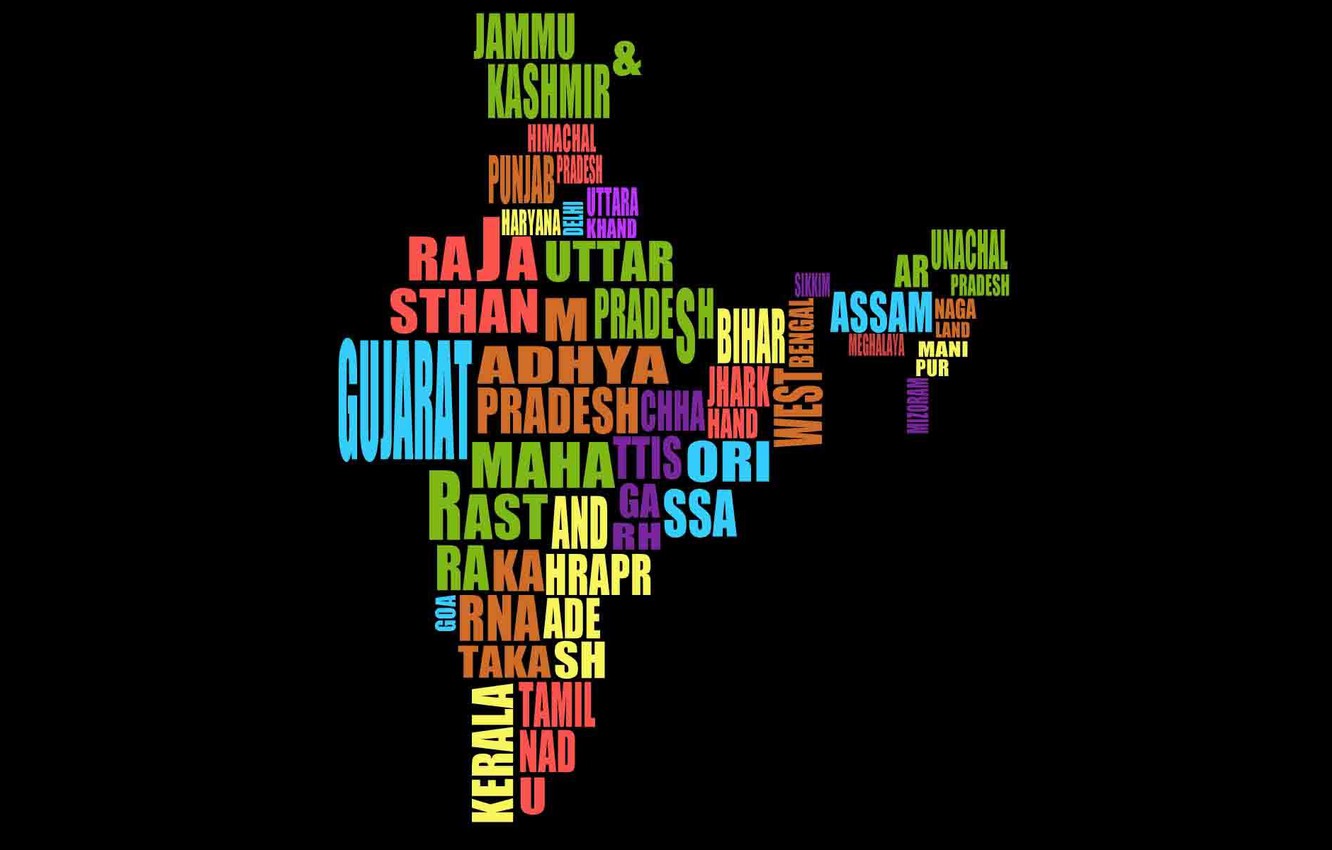 JAMMU &
KASHMIR
HIMACHAL
PRADESH
PUNJAB
UTTARA
KHAND
HARYANA
DELHI
RAJA
STHAN
UTTAR
PRADESH
GUJARAT
M
ADHYA
PRADESH
BIHAR
JHARK
HAND
WEST BENGAL
SIKKIM
ASSAM
AR
UNACHAL
PRADESH
NAGA
LAND
MEGHALAYA
MANI
PUR
MIZORAM
CHHA
TTIS
GA
RH
ORI
SSA
MAHA
RAST
RA
AND
HRAPR
ADE
SH
GOA
KA
RNA
TAKA
KERALA
TAMIL
NAD
U